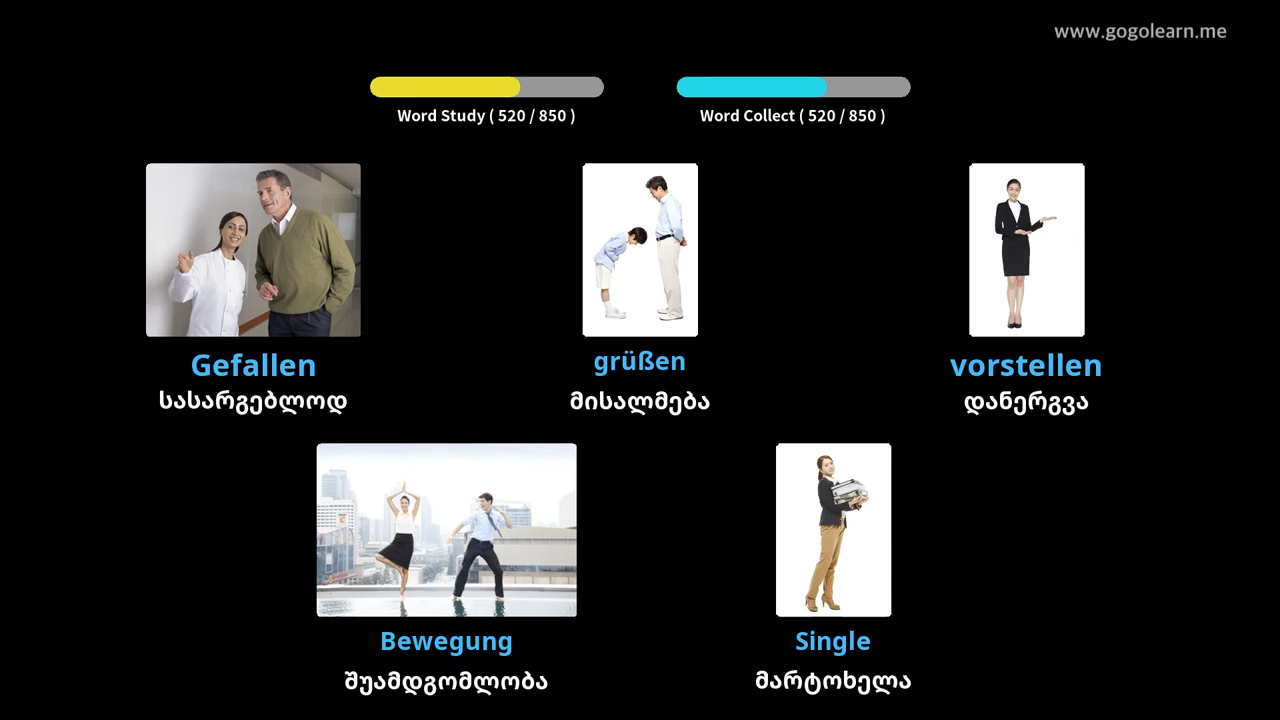 www.gogolearn.me
Word Study ( 520 / 850 )
Word Collect ( 520 / 850 )
Gefallen
სასარგებლოდ
grüßen
მისალმება
vorstellen
დანერგვა
Bewegung
შუამდგომლობა
Single
მარტოხელა